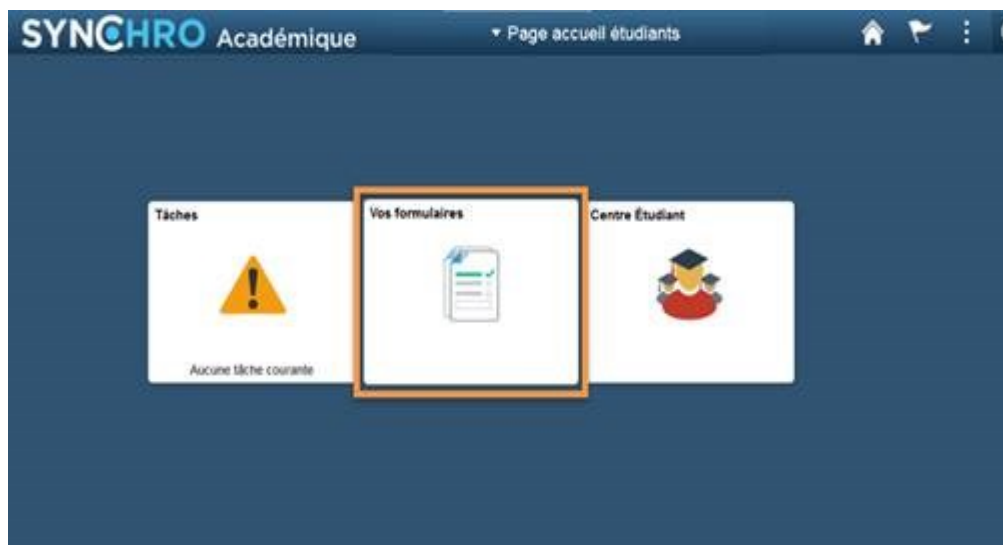 SYNCHRO Académique
Page accueil étudiants
Tâches
Vos formulaires
Centre Étudiant
Aucune tâche courante